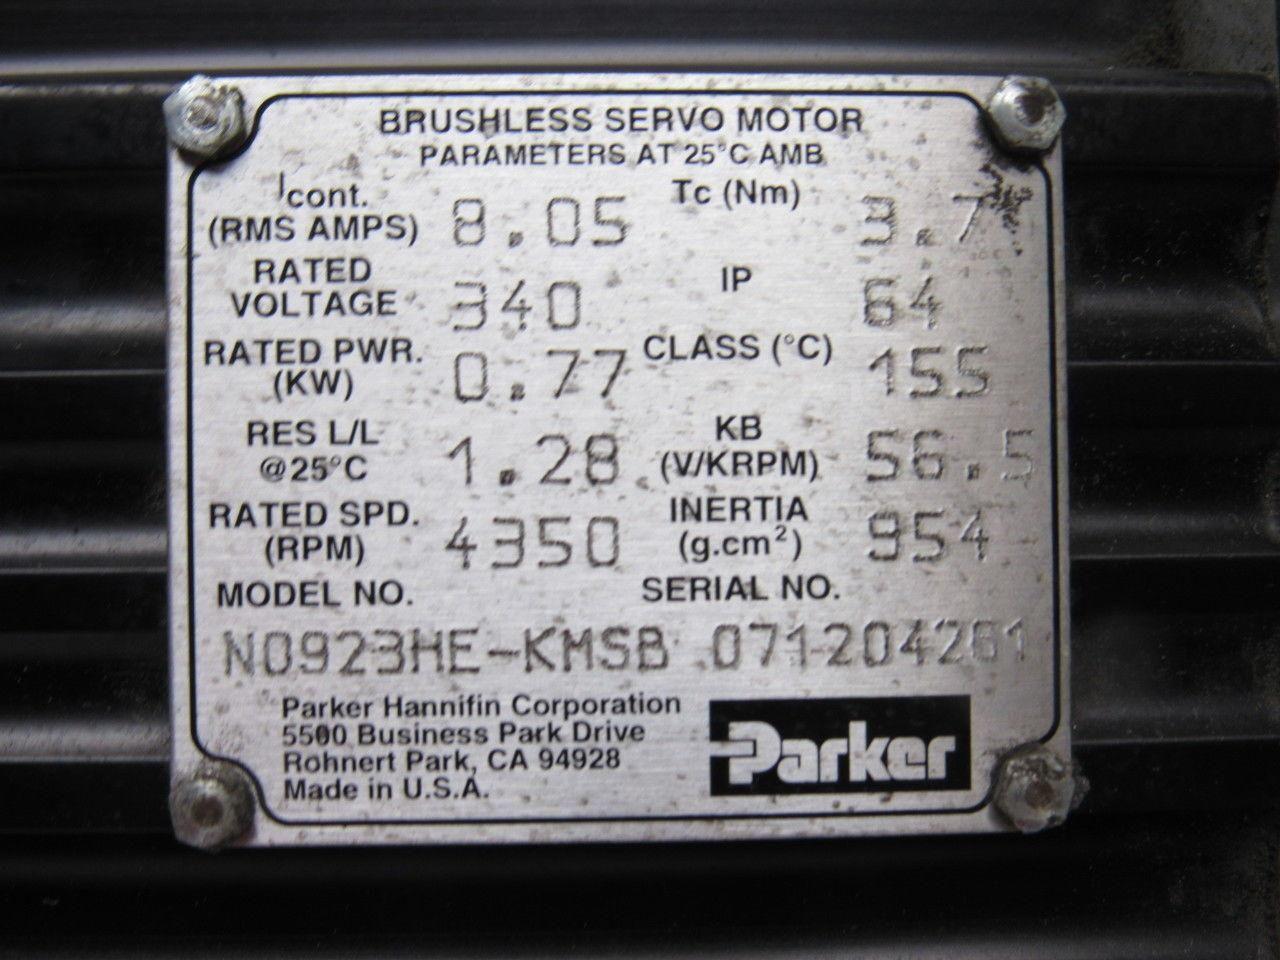 BRUSHLESS SERVO MOTOR
PARAMETERS AT 25°C AMB
Icont. (RMS AMPS) 8.05 Tc (Nm) 3.7
RATED VOLTAGE 340 IP 64
RATED PWR. (KW) 0.77 CLASS (°C) 155
RES L/L @25°C 1.28 KB (V/KRPM) 56.5
RATED SPD. (RPM) 4350 INERTIA (g.cm²) 954
MODEL NO. SERIAL NO.
N0923HE-KMSB 071204261
Parker Hannifin Corporation
5500 Business Park Drive
Rohnert Park, CA 94928
Made in U.S.A.
Parker